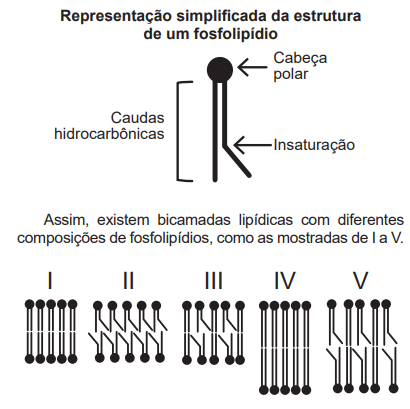 Representação simplificada da estrutura
de um fosfolipídio
Cabeça
polar
Caudas
hidrocarbônicas
Insaturação
Assim, existem bicamadas lipídicas com diferentes
composições de fosfolipídios, como as mostradas de I a V.
I II III IV V